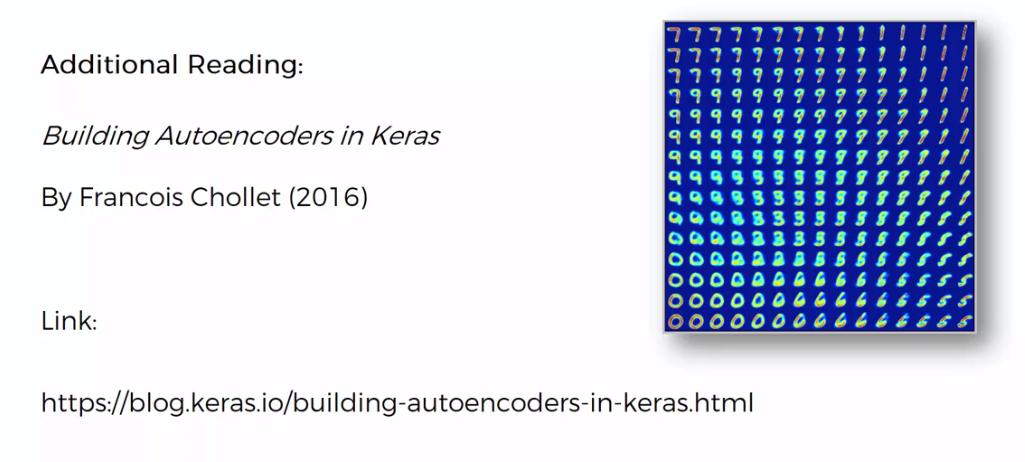 Additional Reading:
Building Autoencoders in Keras
By Francois Chollet (2016)
Link:
https://blog.keras.io/building-autoencoders-in-keras.html